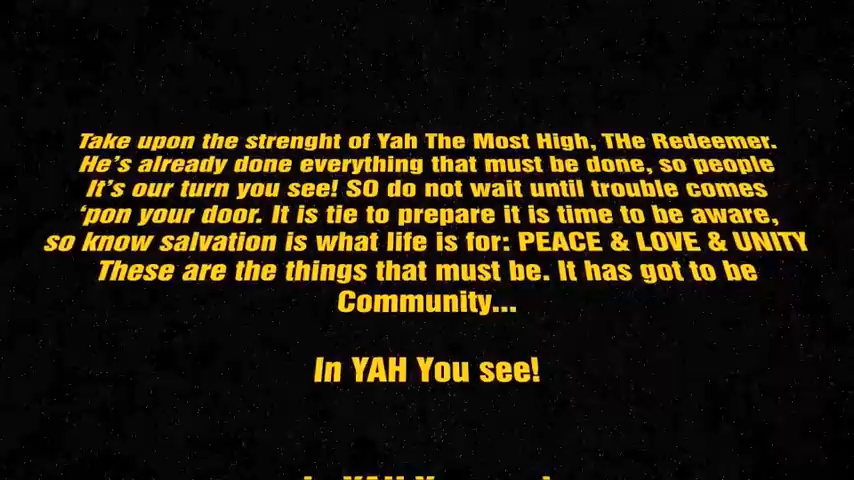 Take upon the strenght of Yah The Most High, THe Redeemer.
He's already done everything that must be done, so people
It's our turn you see! SO do not wait until trouble comes
‘pon your door. It is tie to prepare it is time to be aware,
so know salvation is what life is for: PEACE & LOVE & UNITY
These are the things that must be. It has got to be
Community...
In YAH You see!